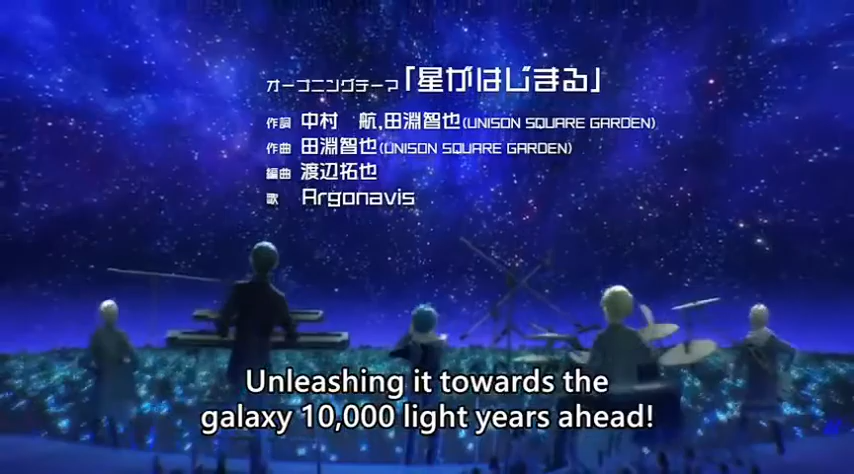 オープニングテーマ「星がはじまる」
作詞 中村 航,田淵智也(UNISON SQUARE GARDEN)
作曲 田淵智也(UNISON SQUARE GARDEN)
編曲 渡辺拓也
歌 Argonavis
Unleashing it towards the
galaxy 10,000 light years ahead!